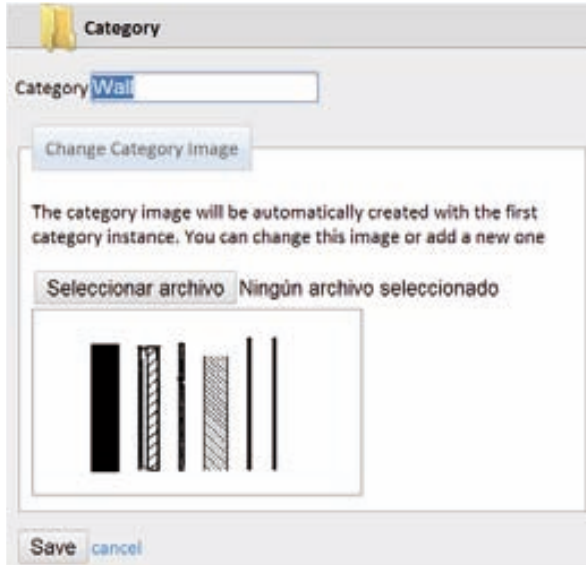 Category
Category Wall
Change Category Image
The category image will be automatically created with the first
category instance. You can change this image or add a new one
Seleccionar archivo Ningún archivo seleccionado
Save cancel